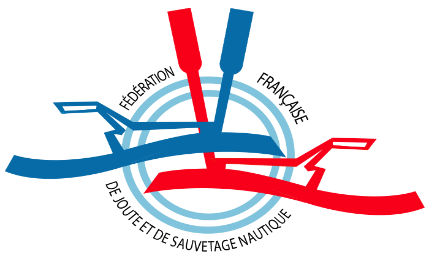 FÉDÉRATION
FRANÇAISE
DE JOUTE ET DE SAUVETAGE NAUTIQUE